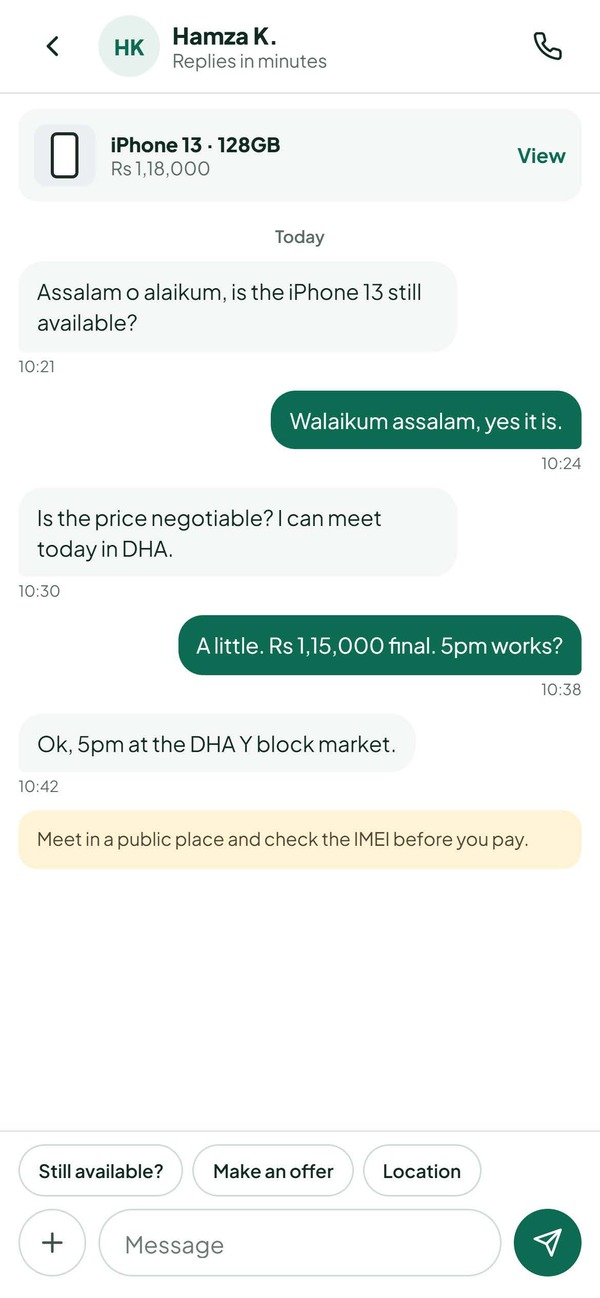 HK
Hamza K.
Replies in minutes
iPhone 13 · 128GB
Rs 1,18,000
View
Today
Assalam o alaikum, is the iPhone 13 still
available?
10:21
Walaikum assalam, yes it is.
10:24
Is the price negotiable? I can meet
today in DHA.
10:30
A little. Rs 1,15,000 final. 5pm works?
10:38
Ok, 5pm at the DHA Y block market.
10:42
Meet in a public place and check the IMEI before you pay.
Still available?
Make an offer
Location
Message